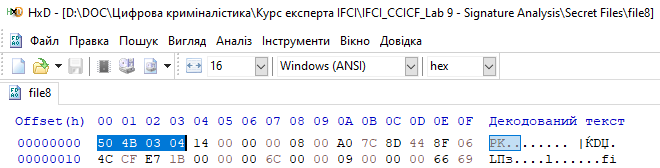 HxD - [D:\DOC\Цифрова криміналістика\Курс експерта IFCI\IFCI_CCICF_Lab 9 - Signature Analysis\Secret Files\file8]
Файл Правка Пошук Вигляд Аналіз Інструменти Вікно Довідки
16 Windows (ANSI) hex
file8
Offset(h) 00 01 02 03 04 05 06 07 08 09 0A 0B 0C 0D 0E 0F Декодований текст
00000000 50 4B 03 04 14 00 00 00 08 00 A0 7C 8D 44 8F 06 PK........ |ЌDЏ.
00000010 4C CF E7 1B 00 00 00 6C 00 00 09 00 00 00 66 69 LПз....l......fi